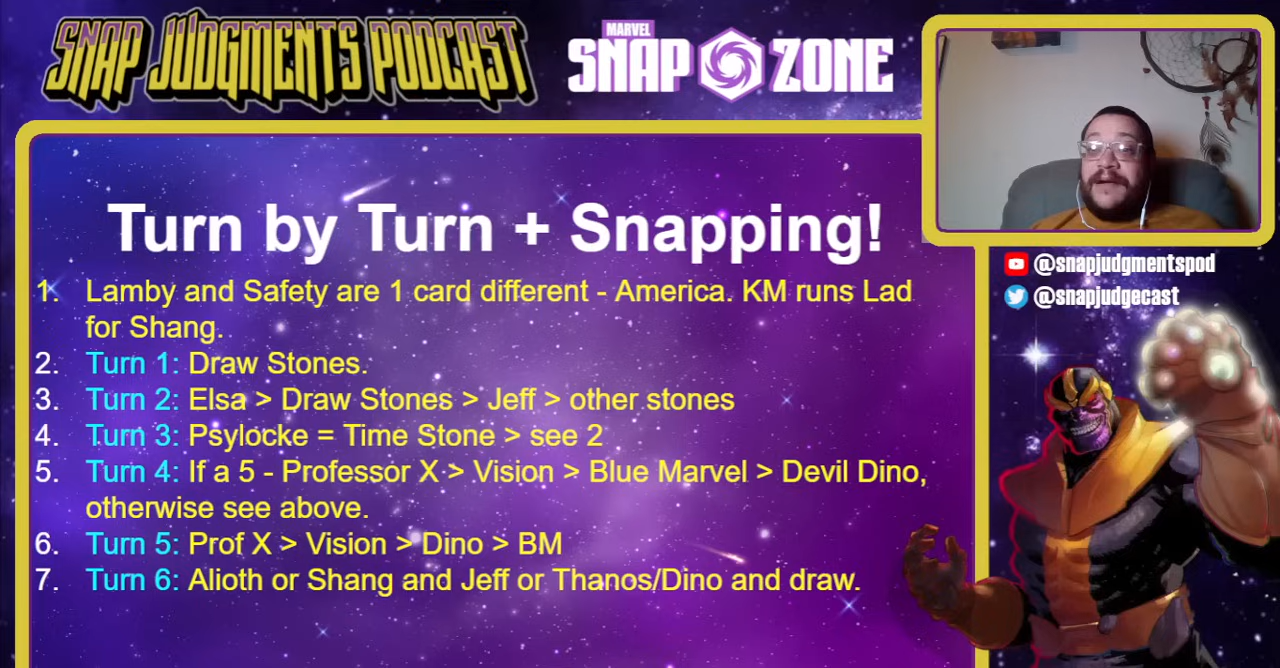 SNAP JUDGMENTS PODCAST
MARVEL
SNAP ZONE
@snapjudgmentspod
@snapjudgecast
Turn by Turn + Snapping!
1. Lamby and Safety are 1 card different - America. KM runs Lad
for Shang.
2. Turn 1: Draw Stones.
3. Turn 2: Elsa > Draw Stones > Jeff > other stones
4. Turn 3: Psylocke = Time Stone > see 2
5. Turn 4: If a 5 - Professor X > Vision > Blue Marvel > Devil Dino,
otherwise see above.
6. Turn 5: Prof X > Vision > Dino > BM
7. Turn 6: Alioth or Shang and Jeff or Thanos/Dino and draw.